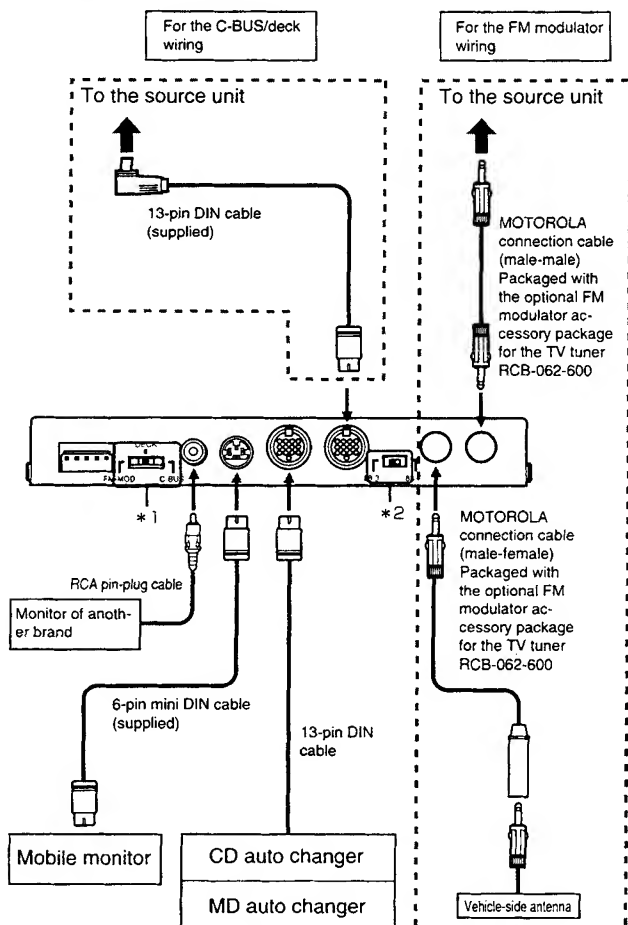 For the C-BUS/deck
wiring
For the FM modulator
wiring
To the source unit
To the source unit
13-pin DIN cable
(supplied)
MOTOROLA
connection cable
(male-male)
Packaged with
the optional FM
modulator ac-
cessory package
for the TV tuner
RCB-062-600
DECK
FM-MOD
C-BUS
*1
*2
MOTOROLA
connection cable
(male-female)
Packaged with
the optional FM
modulator ac-
cessory package
for the TV tuner
RCB-062-600
RCA pin-plug cable
Monitor of anoth-
er brand
6-pin mini DIN cable
(supplied)
13-pin DIN
cable
Mobile monitor
CD auto changer
MD auto changer
Vehicle-side antenna